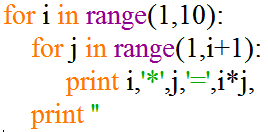 for i in range(1,10):
    for j in range(1,i+1):
        print i,'*',j,'=',i*j,
    print ''